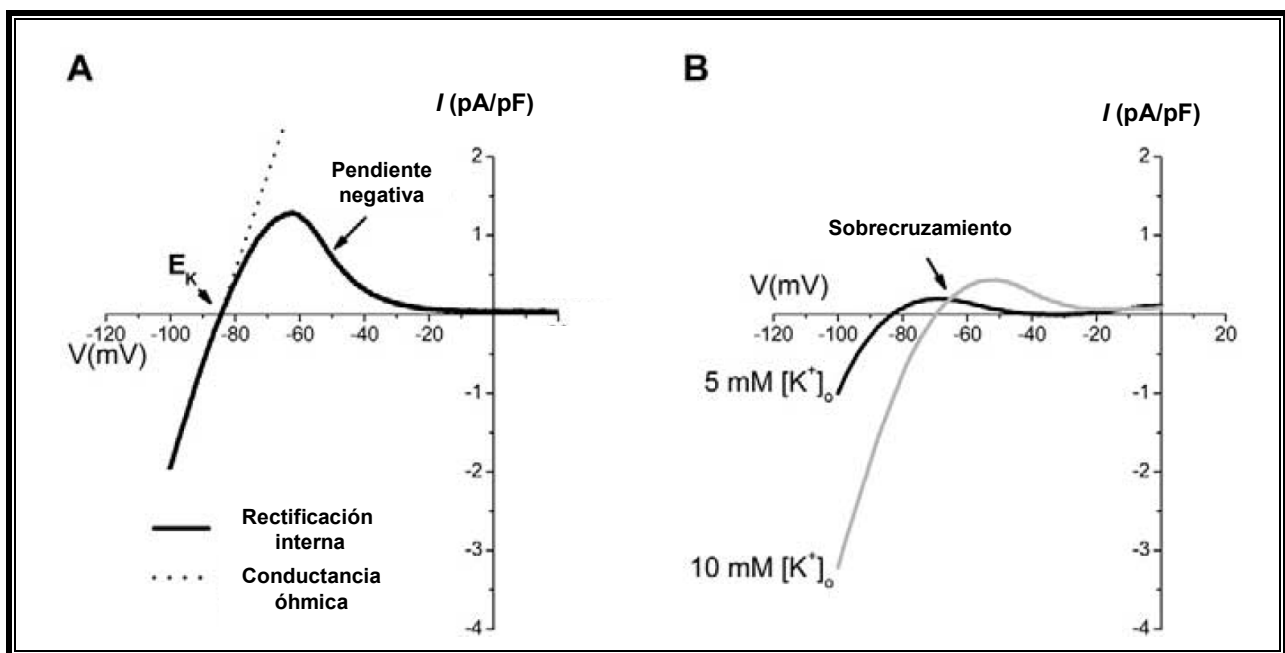 A
I (pA/pF)
2
Pendiente
negativa
1
E_K
-120 -100 -80 -60 -40 -20
V(mV)
-1
-2
Rectificación
interna
-3
Conductancia
óhmica
-4
B
I (pA/pF)
2
Sobrecruzamiento
1
V(mV)
-120 -100 -80 -60 -40 -20 20
5 mM [K⁺]ₒ
-1
-2
10 mM [K⁺]ₒ
-3
-4